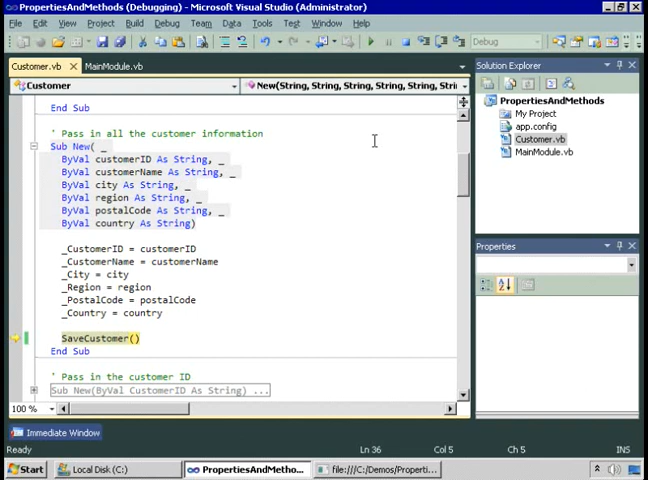 PropertiesAndMethods (Debugging) - Microsoft Visual Studio (Administrator)
File Edit View Project Build Debug Team Data Tools Test Window Help
Debug
Customer.vb MainModule.vb
Customer New(String, String, String, String, String, Stri
End Sub
' Pass in all the customer information
Sub New( _
ByVal customerID As String, _
ByVal customerName As String, _
ByVal city As String, _
ByVal region As String, _
ByVal postalCode As String, _
ByVal country As String)
_CustomerID = customerID
_CustomerName = customerName
_City = city
_Region = region
_PostalCode = postalCode
_Country = country
SaveCustomer()
End Sub
' Pass in the customer ID
Sub New(ByVal CustomerID As String) ...
100 %
Solution Explorer
PropertiesAndMethods
My Project
app.config
Customer.vb
MainModule.vb
Properties
Immediate Window
Ready Ln 36 Col 5 Ch 5 INS
Start Local Disk (C:) PropertiesAndMetho... file:///C:/Demos/Properti...